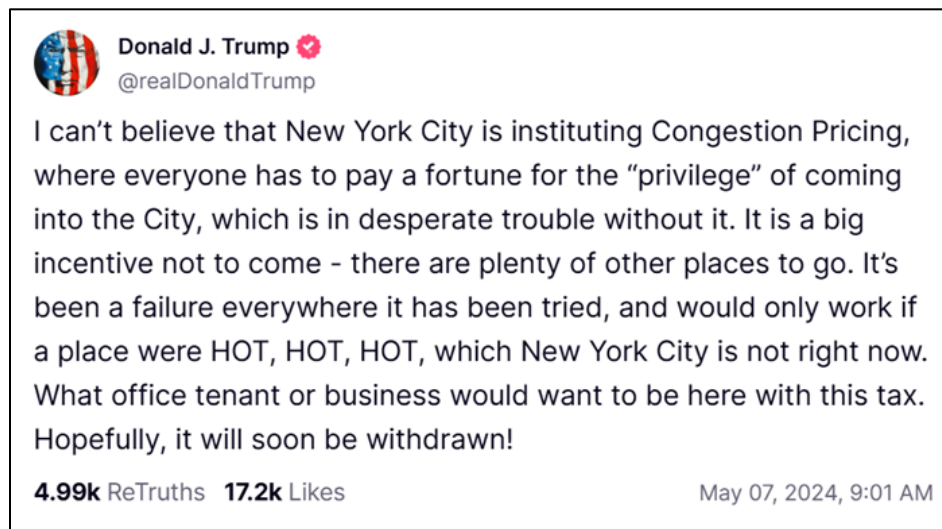 Donald J. Trump
@realDonaldTrump
I can’t believe that New York City is instituting Congestion Pricing,
where everyone has to pay a fortune for the “privilege” of coming
into the City, which is in desperate trouble without it. It is a big
incentive not to come - there are plenty of other places to go. It’s
been a failure everywhere it has been tried, and would only work if
a place were HOT, HOT, HOT, which New York City is not right now.
What office tenant or business would want to be here with this tax.
Hopefully, it will soon be withdrawn!
4.99k ReTruths 17.2k Likes May 07, 2024, 9:01 AM